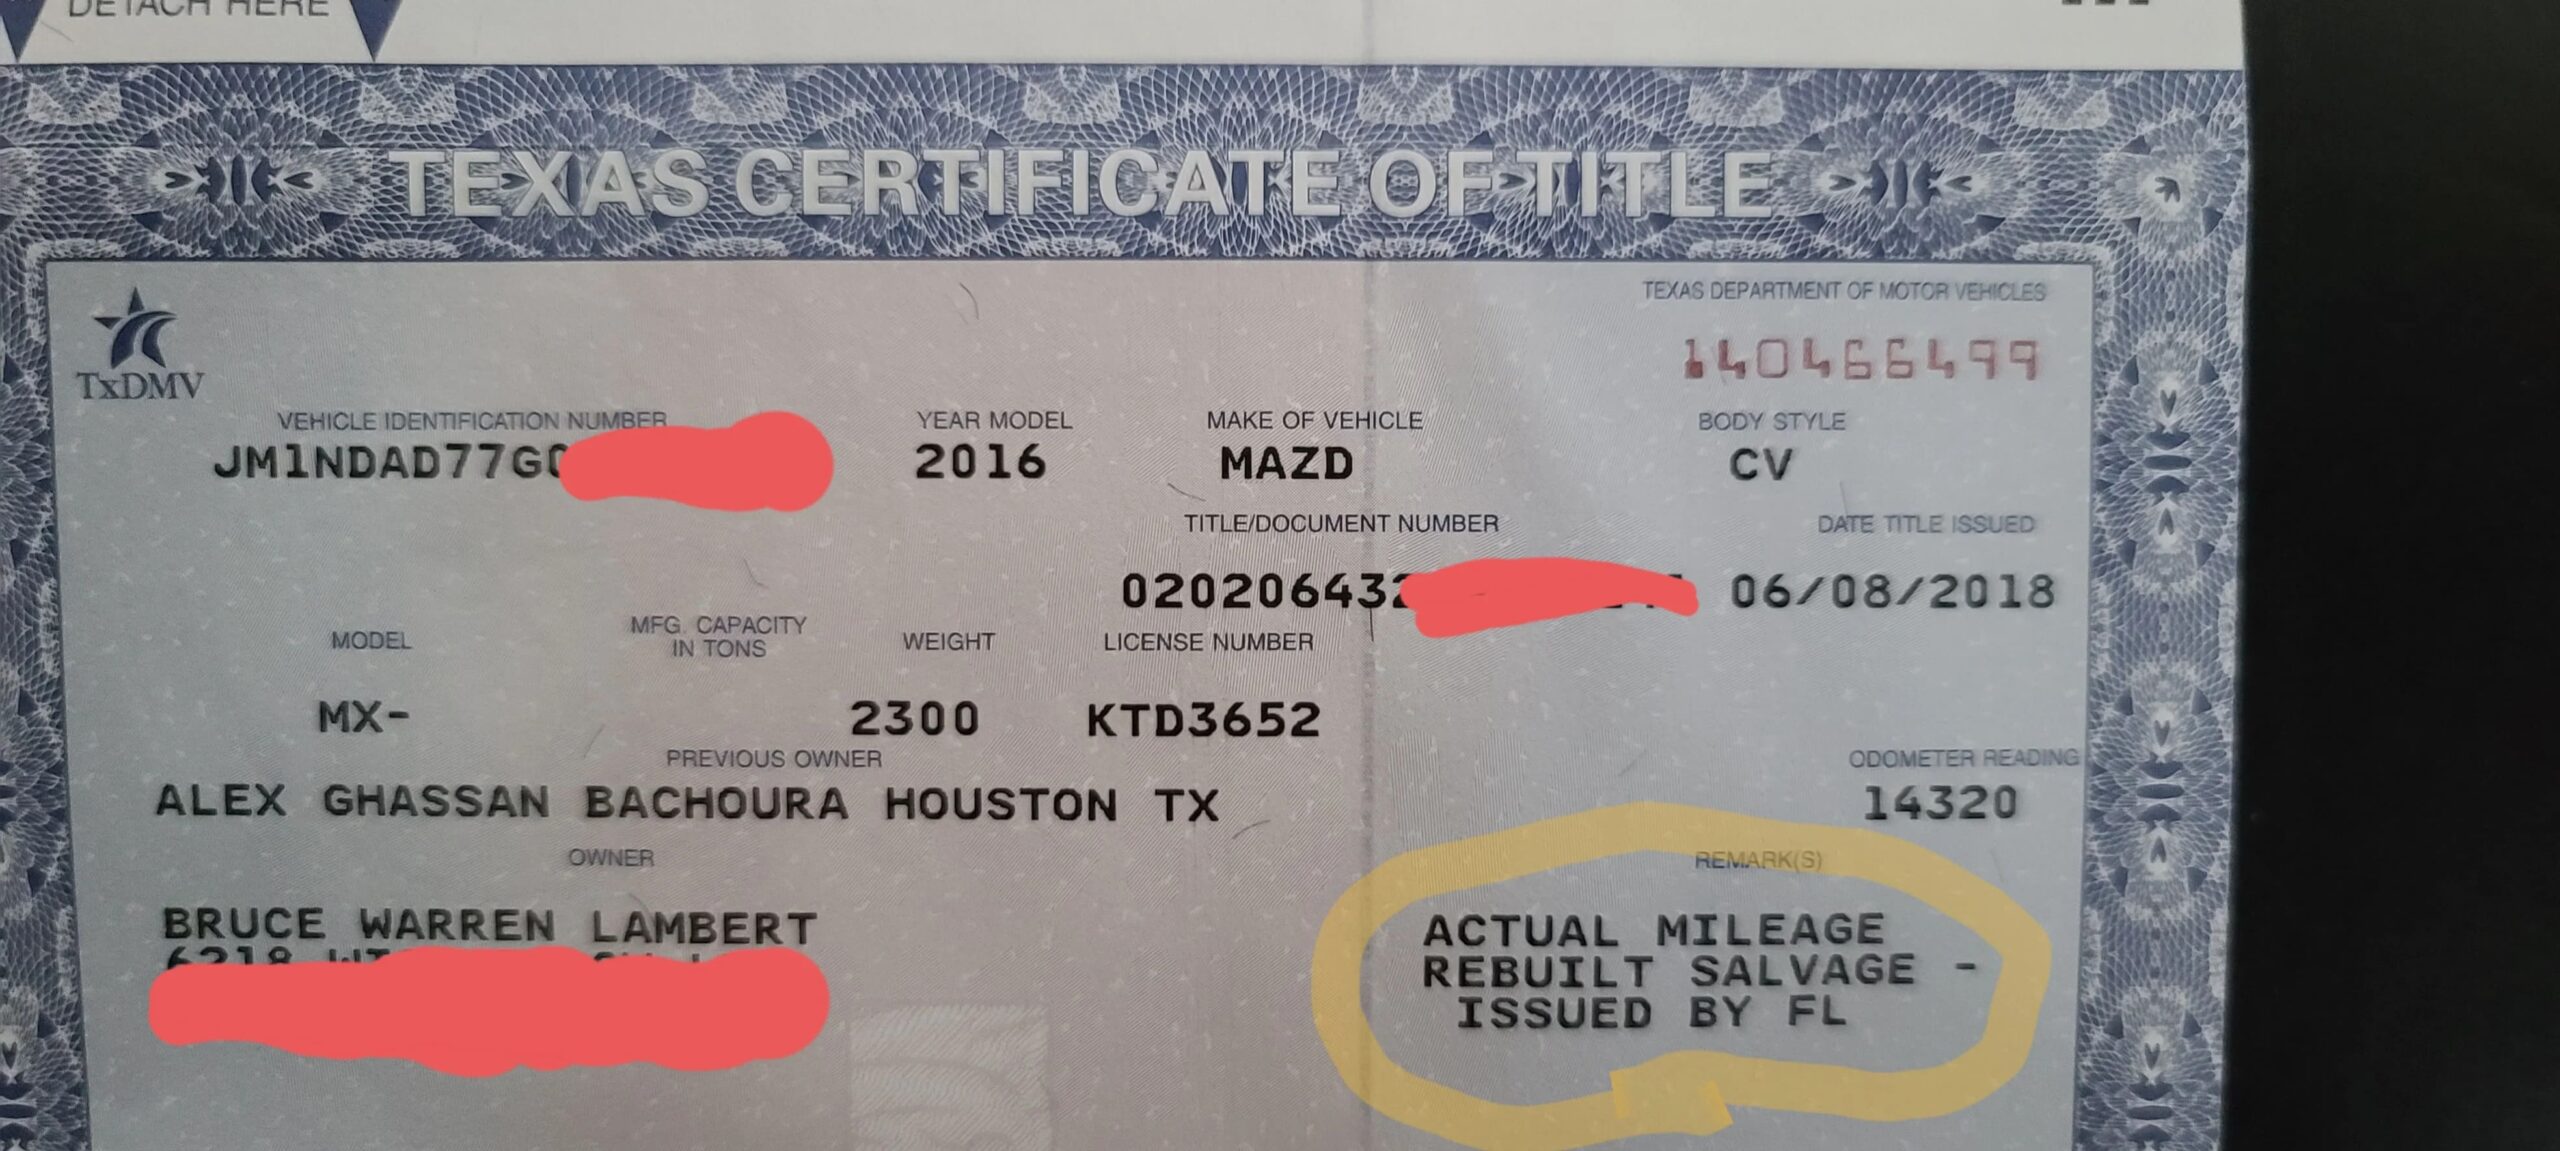 DETACH HERE
TEXAS CERTIFICATE OF TITLE
TxDMV
TEXAS DEPARTMENT OF MOTOR VEHICLES
140466499
VEHICLE IDENTIFICATION NUMBER YEAR MODEL MAKE OF VEHICLE BODY STYLE
JM1NDAD77G 2016 MAZD CV
TITLE/DOCUMENT NUMBER DATE TITLE ISSUED
020206432 06/08/2018
MODEL MFG. CAPACITY IN TONS WEIGHT LICENSE NUMBER
MX- 2300 KTD3652
PREVIOUS OWNER ODOMETER READING
ALEX GHASSAN BACHOURA HOUSTON TX 14320
OWNER REMARK(S)
BRUCE WARREN LAMBERT
ACTUAL MILEAGE
REBUILT SALVAGE -
ISSUED BY FL